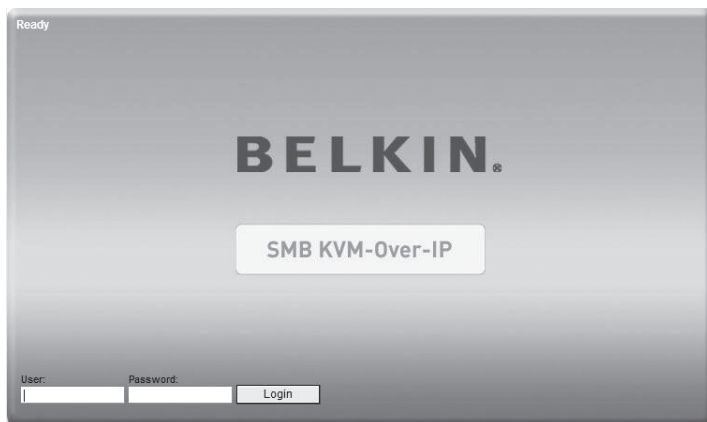 Ready
BELKIN®
SMB KVM-Over-IP
User: Password:
Login